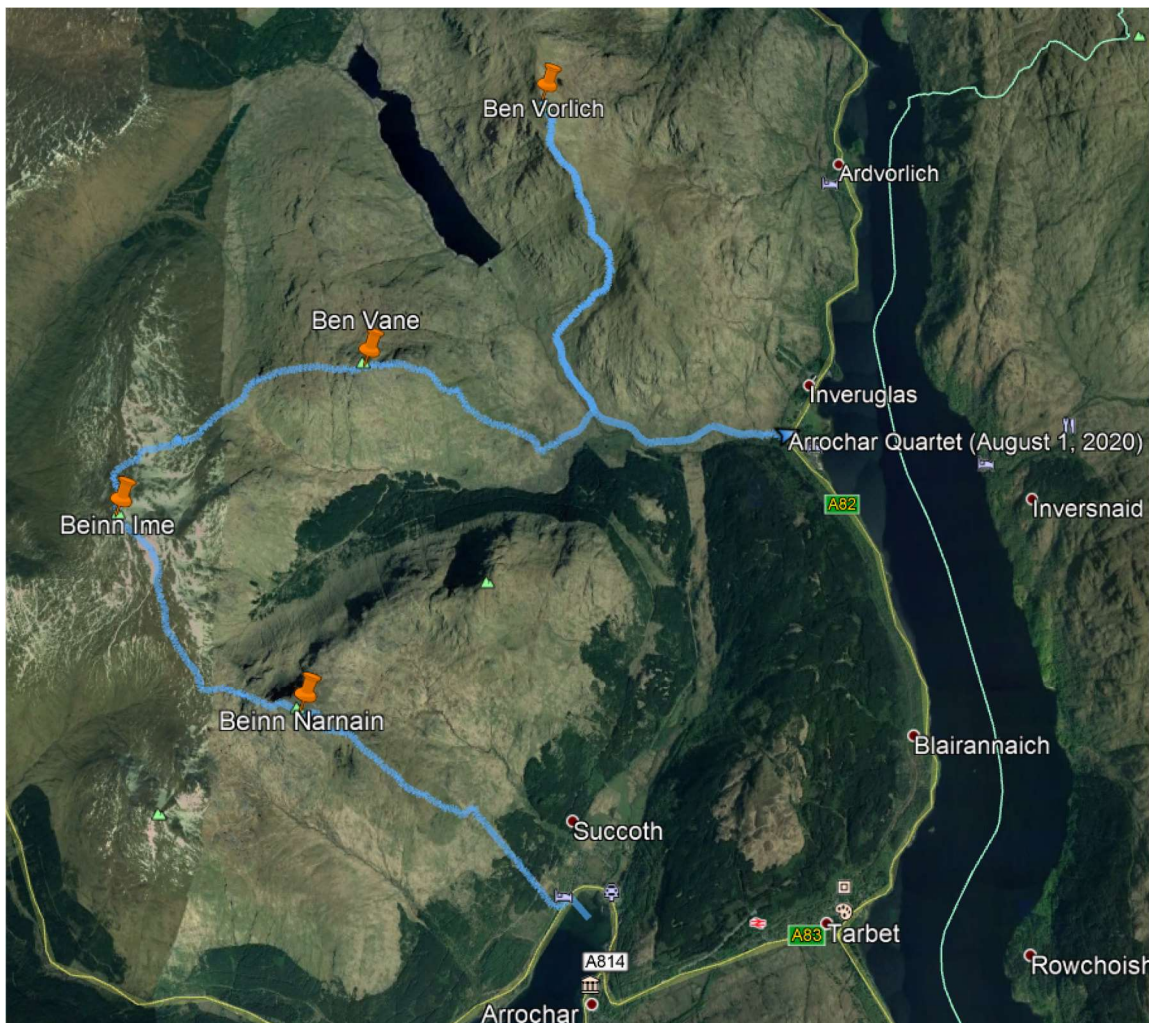 Ben Vorlich
Ardvorlich
Ben Vane
Inveruglas
Arrochar Quartet (August 1, 2020)
Beinn Ime
A82
Inversnaid
Beinn Narnain
Blairannaich
Succoth
A83
Tarbet
A814
Rowchoish
Arrochar